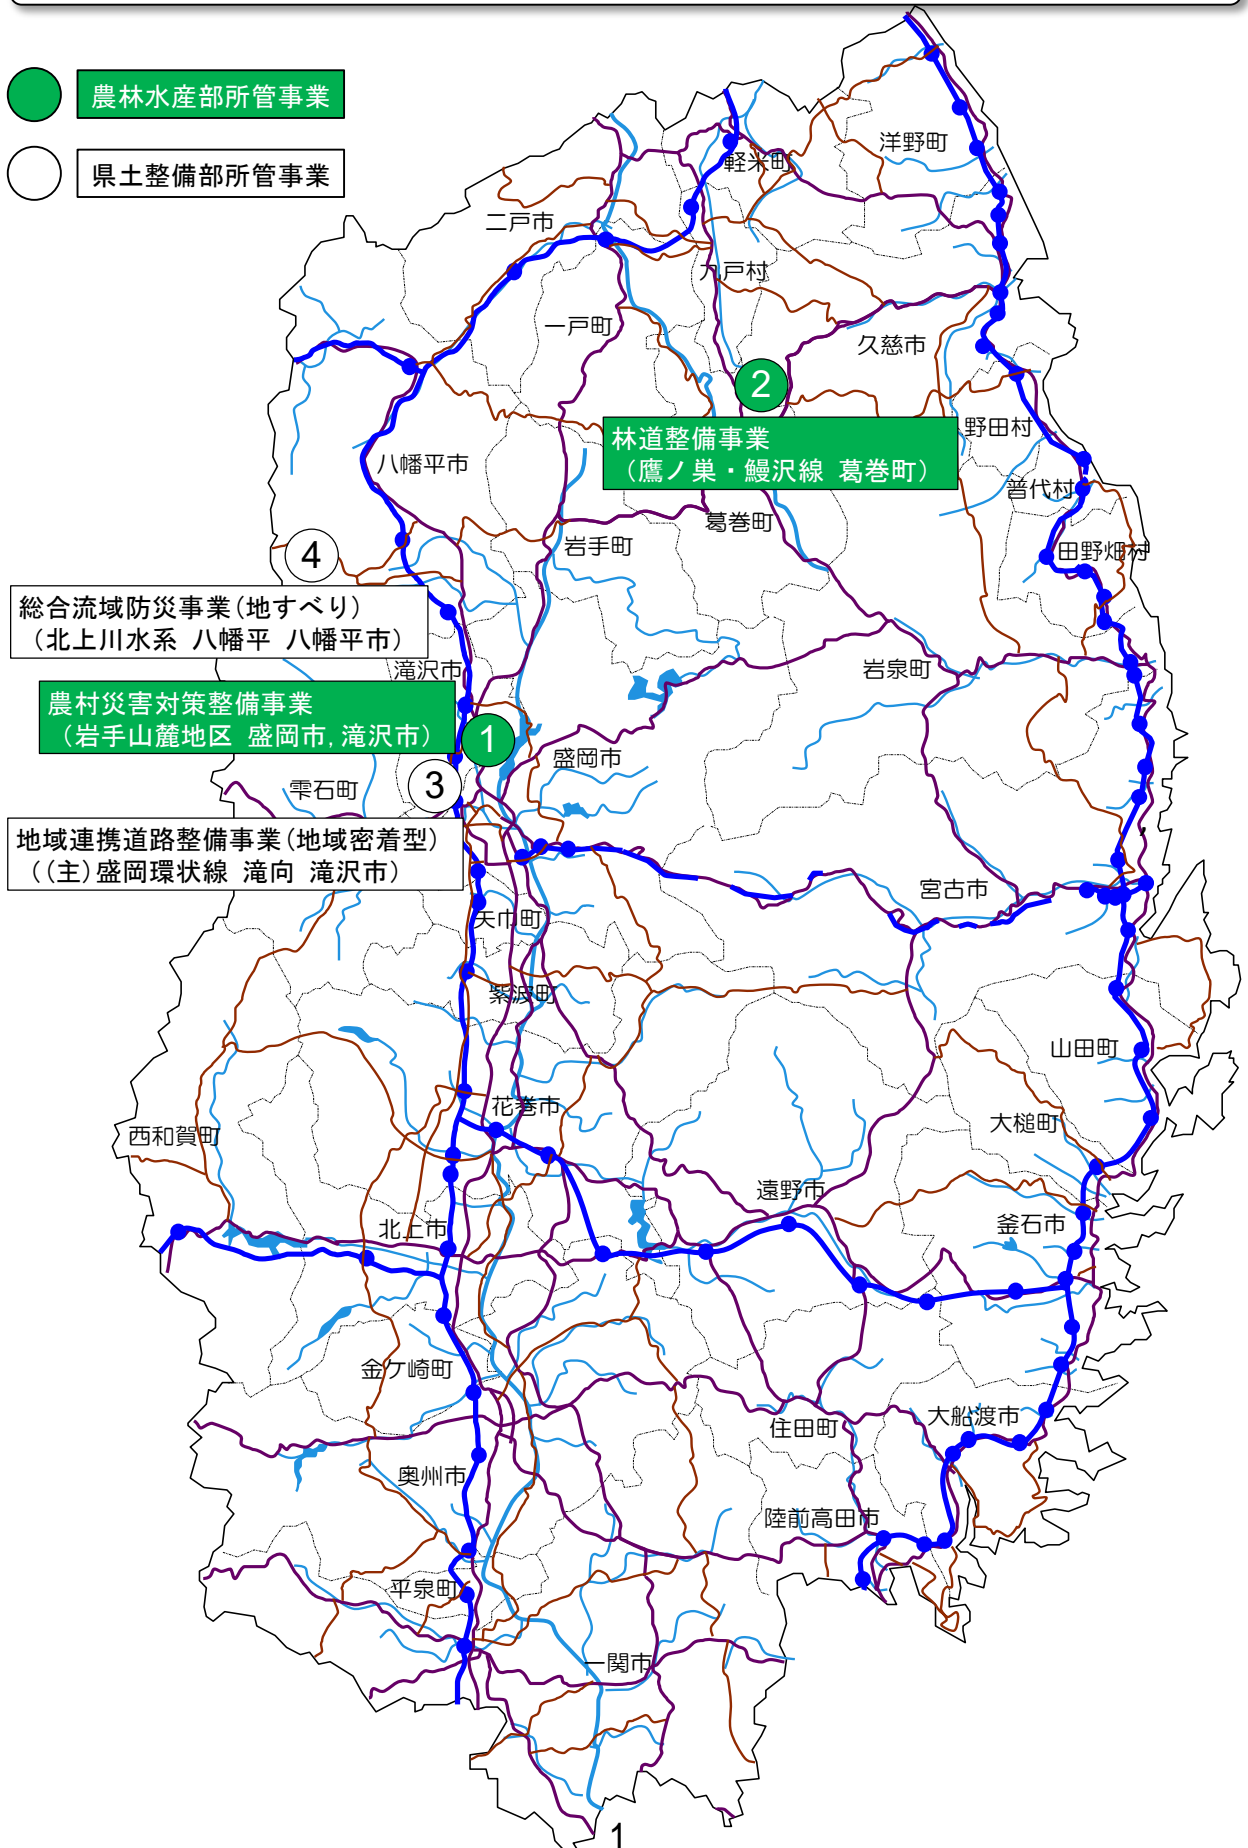 農林水産部所管事業
県土整備部所管事業
洋野町
軽米町
二戸市
九戸村
一戸町
久慈市
2
林道整備事業
（鷹ノ巣・鰻沢線 葛巻町）
野田村
八幡平市
普代村
葛巻町
岩手町
田野畑村
4
総合流域防災事業(地すべり)
（北上川水系 八幡平 八幡平市）
滝沢市
岩泉町
農村災害対策整備事業
（岩手山麓地区 盛岡市,滝沢市）
1
盛岡市
3
雫石町
地域連携道路整備事業(地域密着型)
((主)盛岡環状線 滝向 滝沢市）
宮古市
矢巾町
紫波町
山田町
花巻市
大槌町
西和賀町
遠野市
北上市
釜石市
金ケ崎町
大船渡市
住田町
奥州市
陸前高田市
平泉町
一関市
1